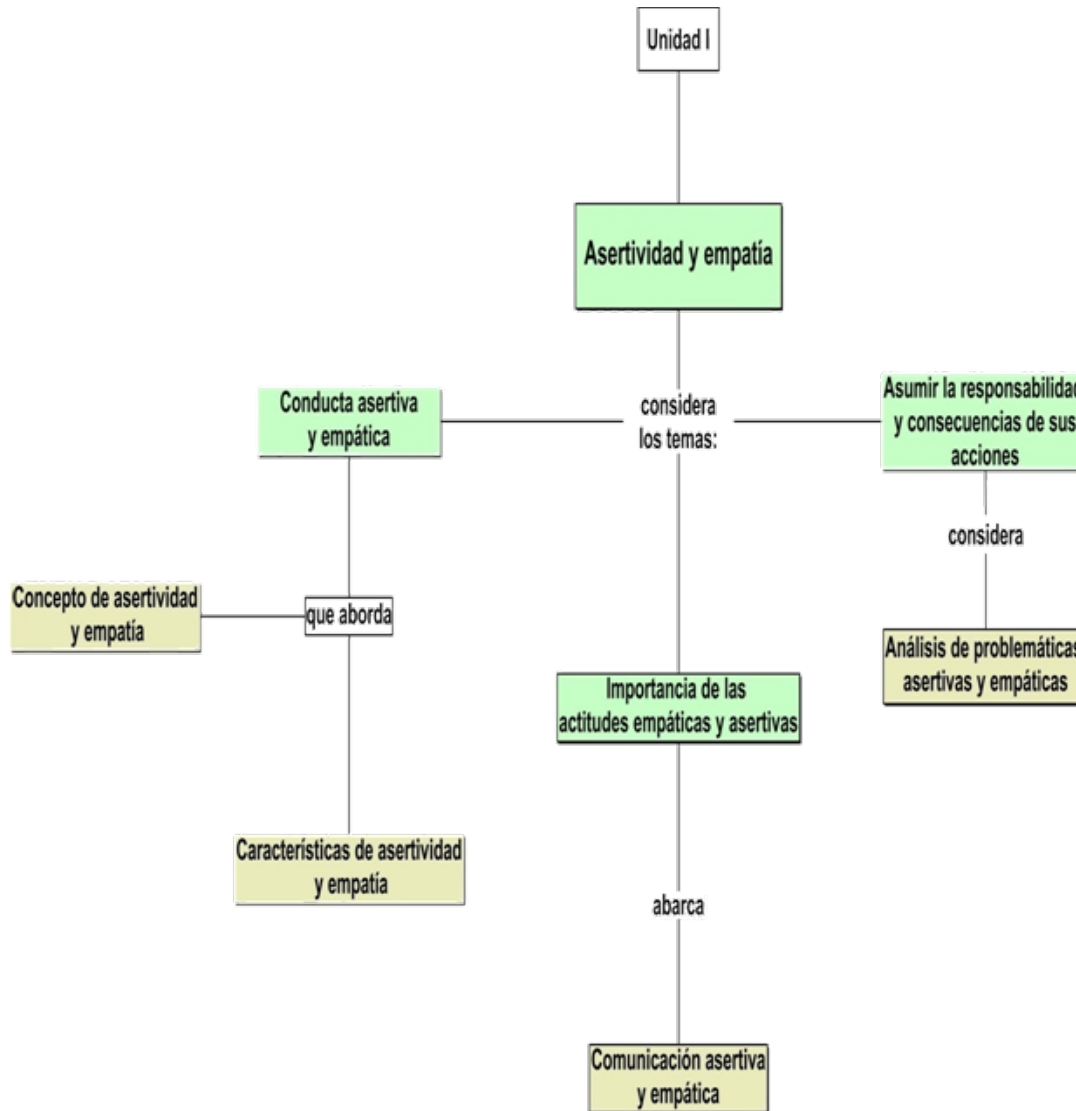 Unidad I
Asertividad y empatía
considera
los temas:
Conducta asertiva
y empática
que aborda
Concepto de asertividad
y empatía
Características de asertividad
y empatía
Importancia de las
actitudes empáticas y asertivas
abarca
Comunicación asertiva
y empática
Asumir la responsabilidad
y consecuencias de sus
acciones
considera
Análisis de problemáticas
asertivas y empáticas